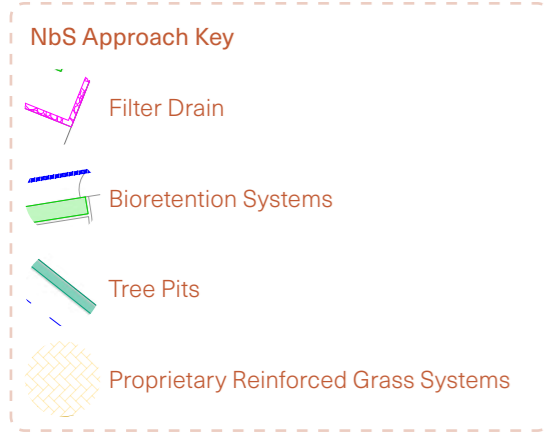 NbS Approach Key
Filter Drain
Bioretention Systems
Tree Pits
Proprietary Reinforced Grass Systems